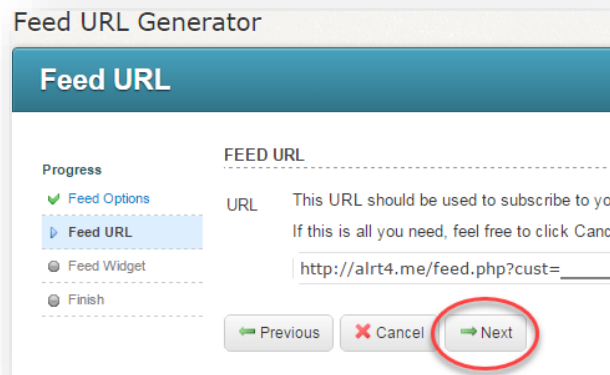 Feed URL Generator
Feed URL
Progress
Feed Options
Feed URL
Feed Widget
Finish
FEED URL
URL
This URL should be used to subscribe to yo
If this is all you need, feel free to click Canc
http://alrt4.me/feed.php?cust=____
Previous
Cancel
Next